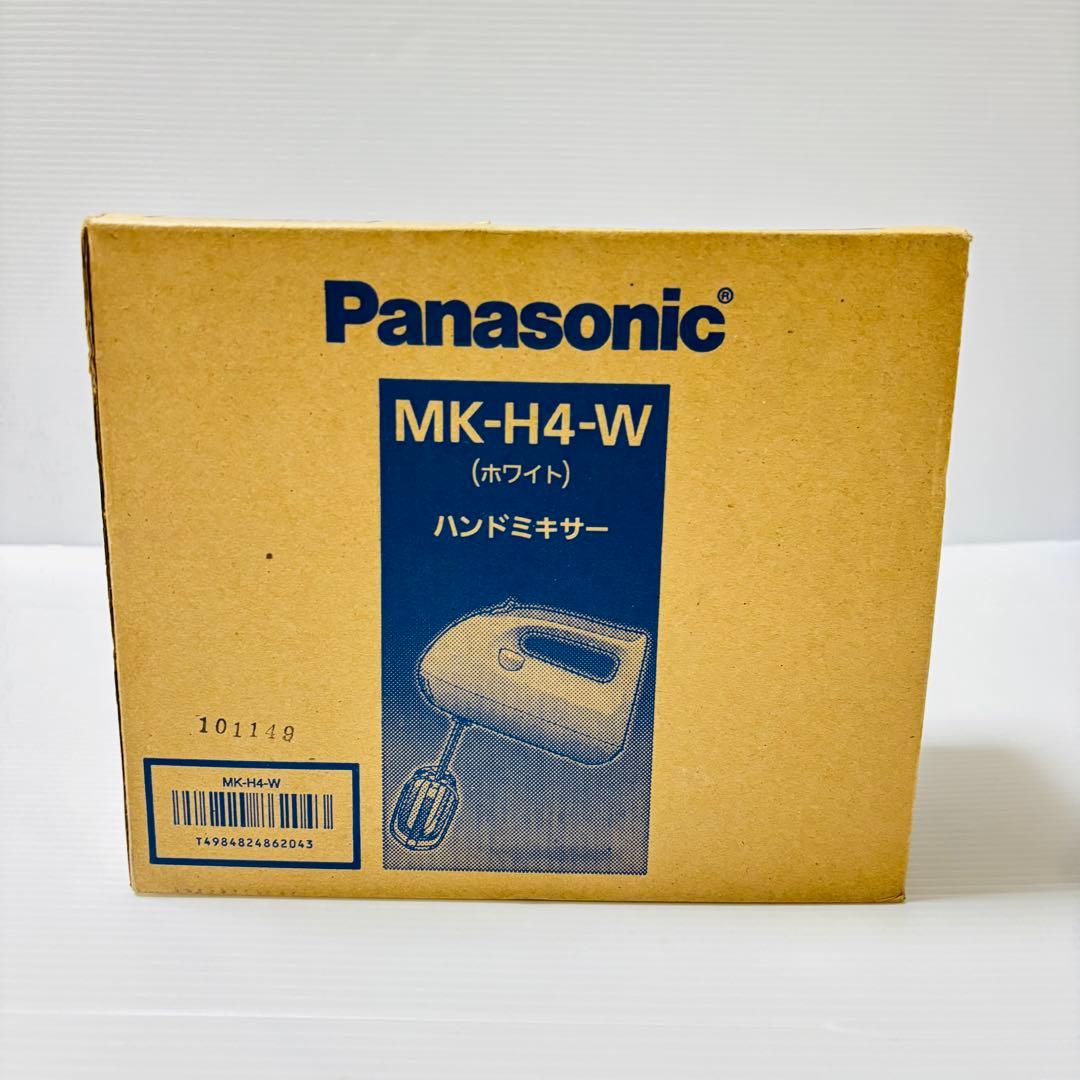 Panasonic®
MK-H4-W
(ホワイト)
ハンドミキサー
101149
MK-H4-W
T4984824862043